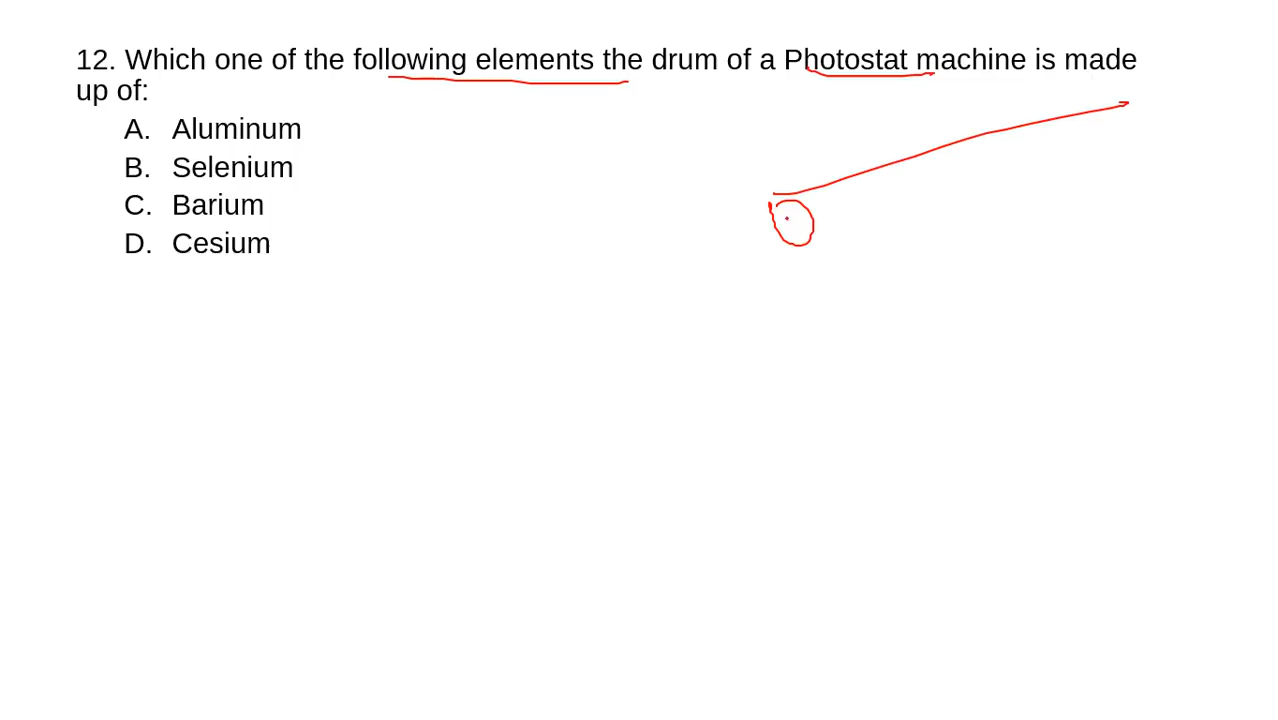 12. Which one of the following elements the drum of a Photostat machine is made
up of:
A. Aluminum
B. Selenium
C. Barium
D. Cesium